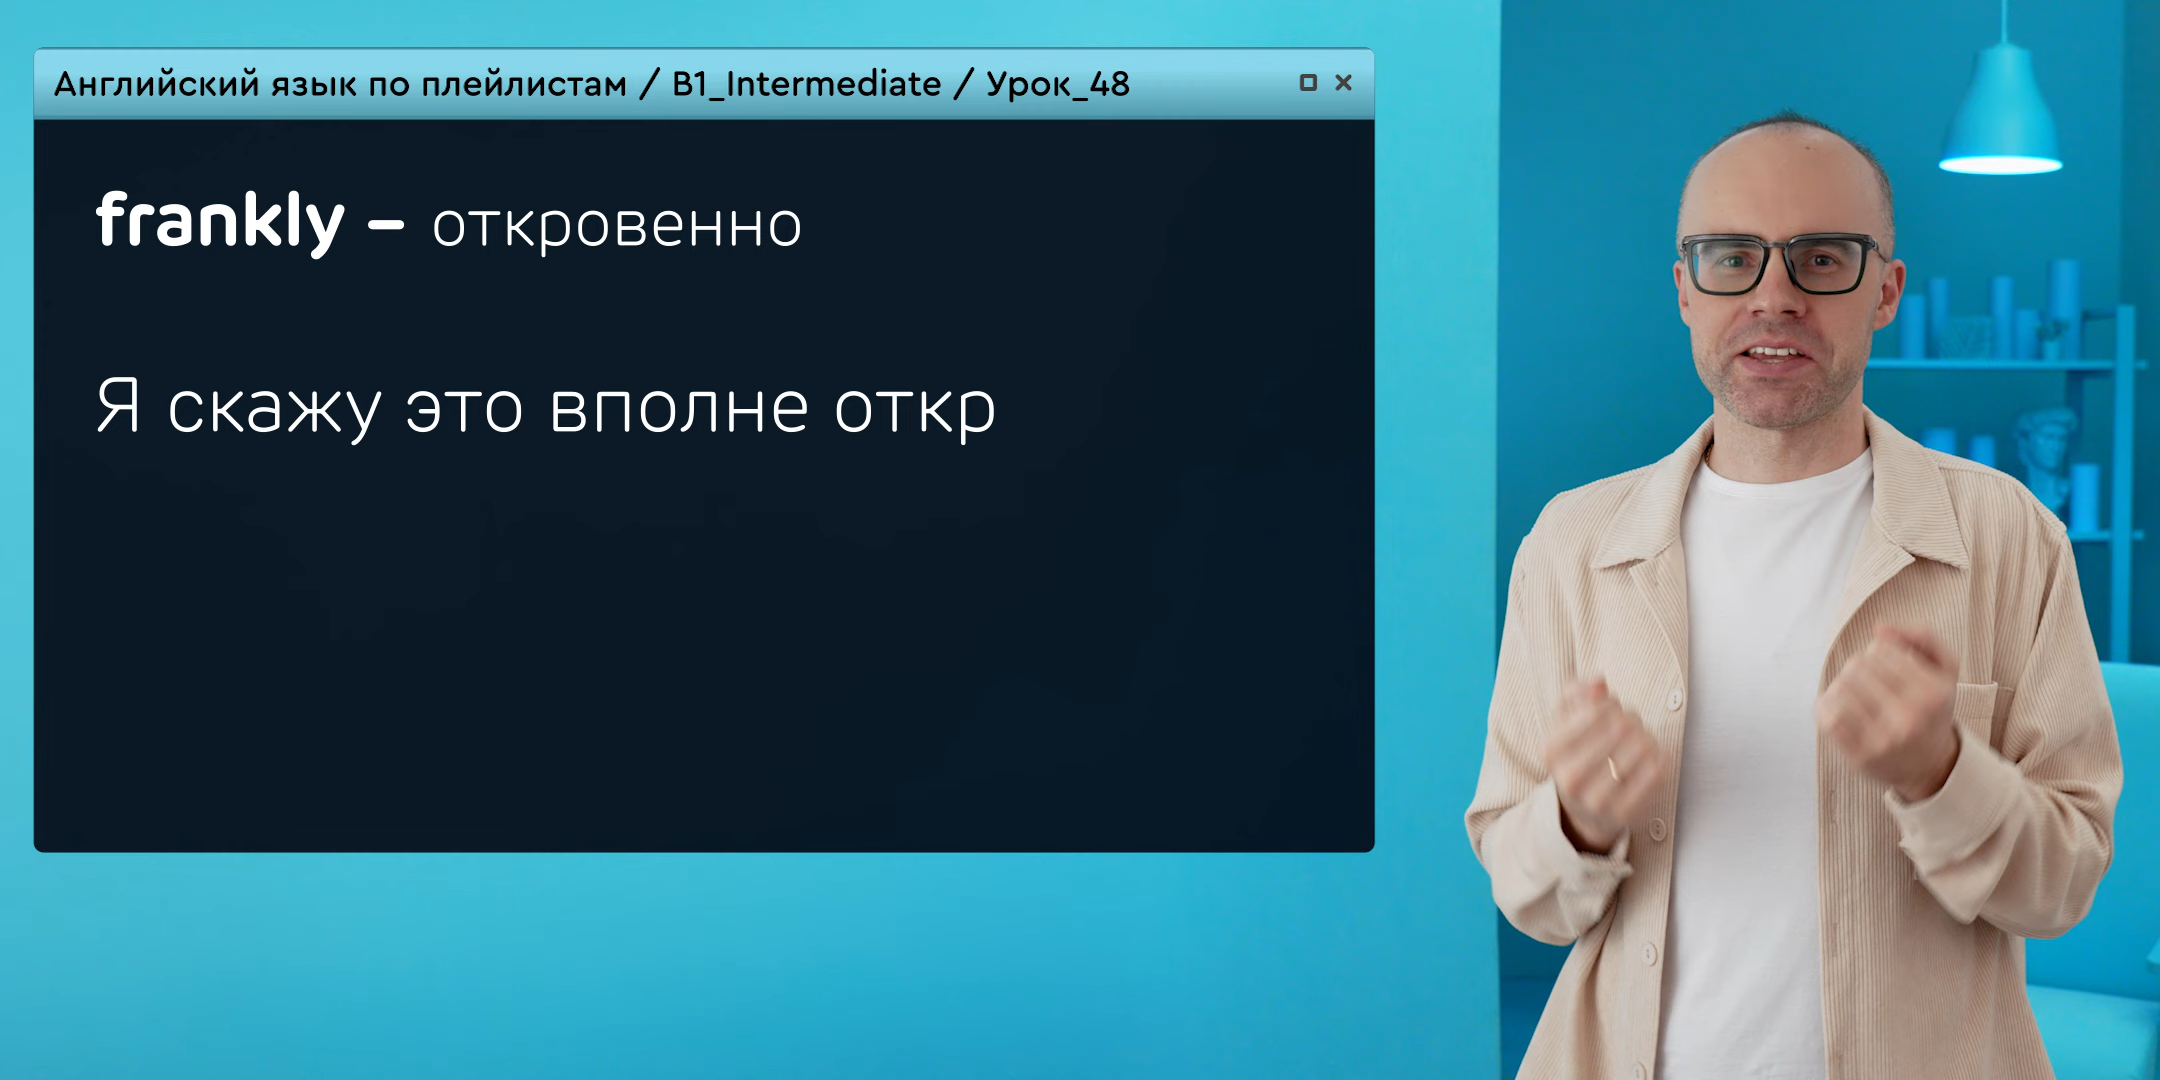 Английский язык по плейлистам / B1_Intermediate / Урок_48
frankly – откровенно
Я скажу это вполне откр